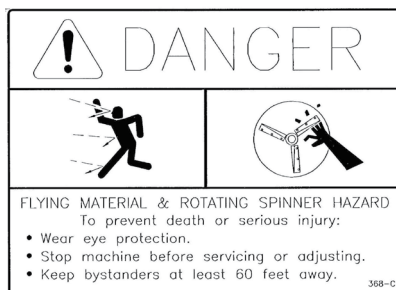 DANGER
FLYING MATERIAL & ROTATING SPINNER HAZARD
To prevent death or serious injury:
• Wear eye protection.
• Stop machine before servicing or adjusting.
• Keep bystanders at least 60 feet away.
368-C